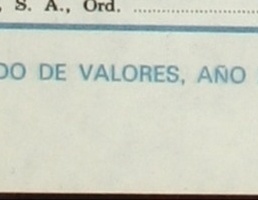 , S. A., Ord. ..............................
DO DE VALORES, AÑO